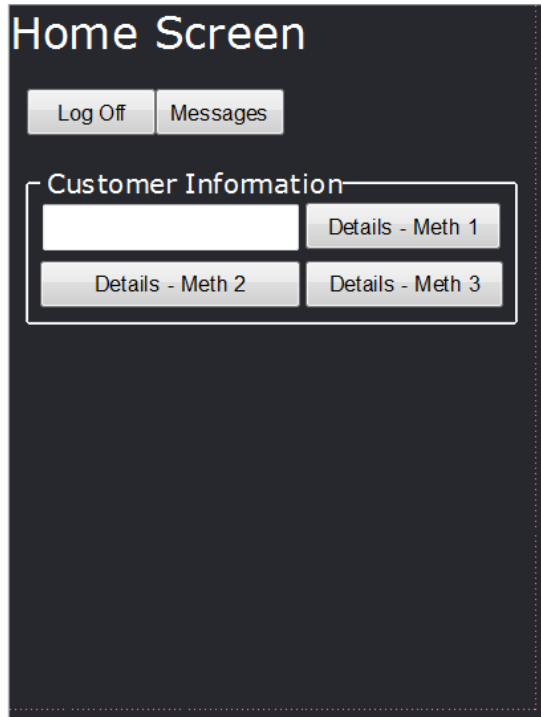 Home Screen
Log Off Messages
Customer Information
Details - Meth 1
Details - Meth 2 Details - Meth 3